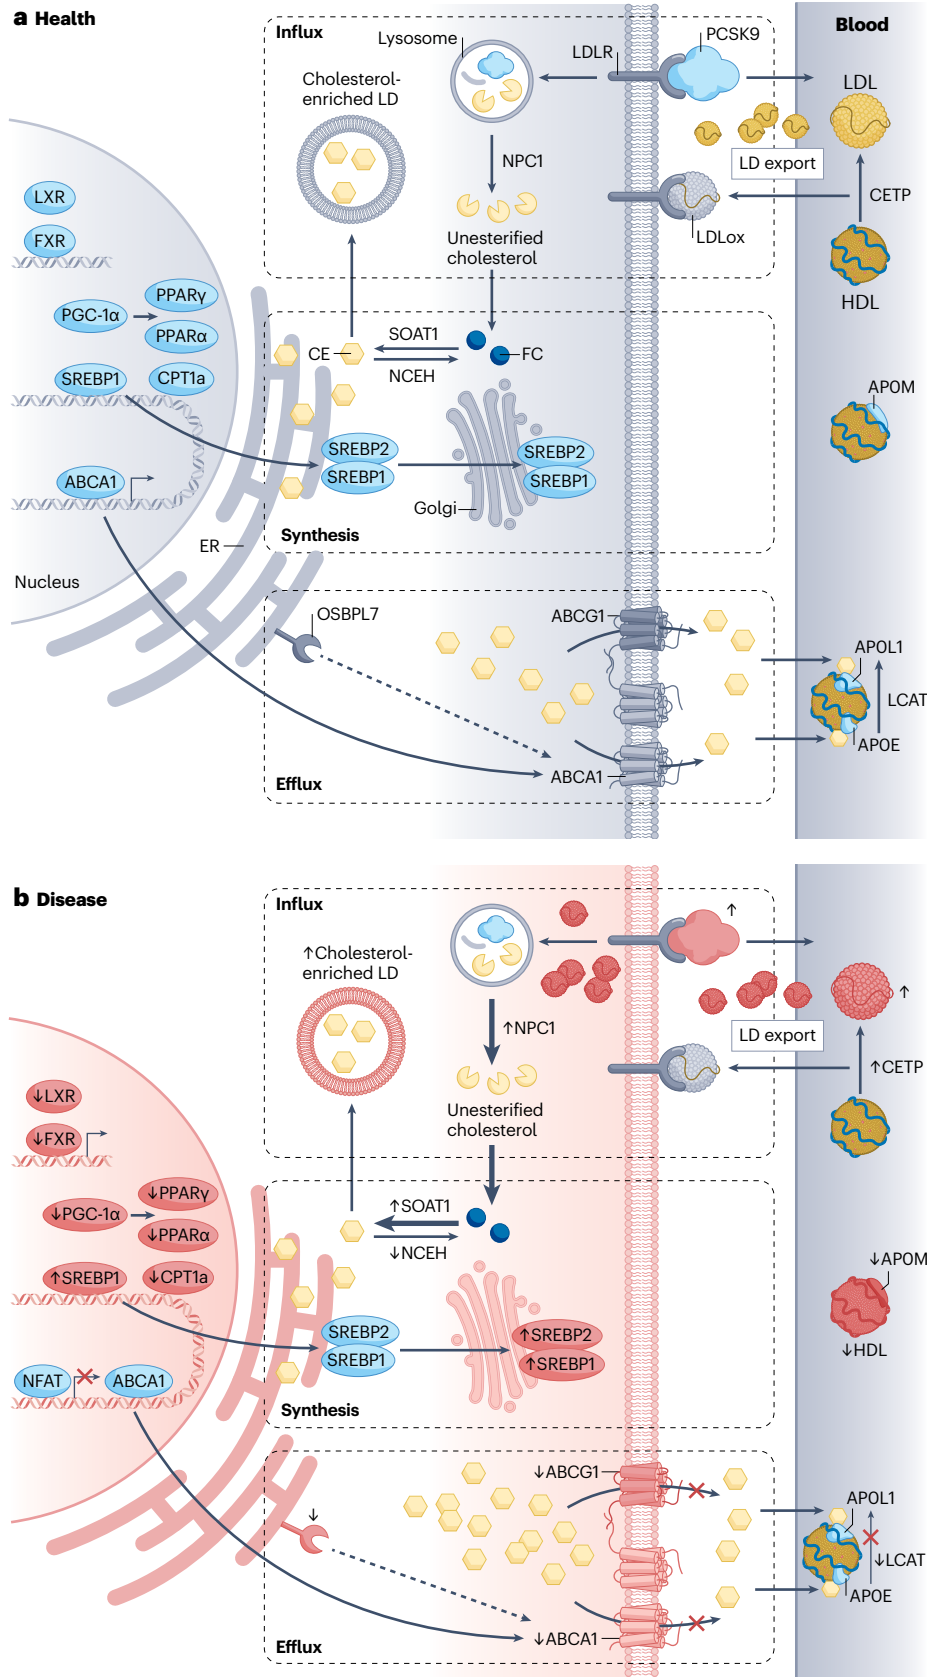 a Health
Influx
Blood
Lysosome
LDLR
PCSK9
Cholesterol-
enriched LD
LDL
NPC1
LD export
CETP
LXR
FXR
Unesterified
cholesterol
LDLox
HDL
PGC-1α
PPARγ
PPARα
SOAT1
CE
FC
NCEH
SREBP1
CPT1a
APOM
SREBP2
SREBP1
SREBP2
SREBP1
ABCA1
Golgi
Synthesis
ER
Nucleus
OSBPL7
ABCG1
APOL1
LCAT
APOE
ABCA1
Efflux
b Disease
Influx
↑
↑Cholesterol-
enriched LD
↑
↑NPC1
LD export
↑CETP
↓LXR
↓FXR
Unesterified
cholesterol
↓PGC-1α
↓PPARγ
↓PPARα
↑SOAT1
↓NCEH
↑SREBP1
↓CPT1a
↓APOM
↓HDL
SREBP2
SREBP1
↑SREBP2
↑SREBP1
NFAT
ABCA1
Synthesis
↓ABCG1
↓
APOL1
↓LCAT
APOE
↓ABCA1
Efflux